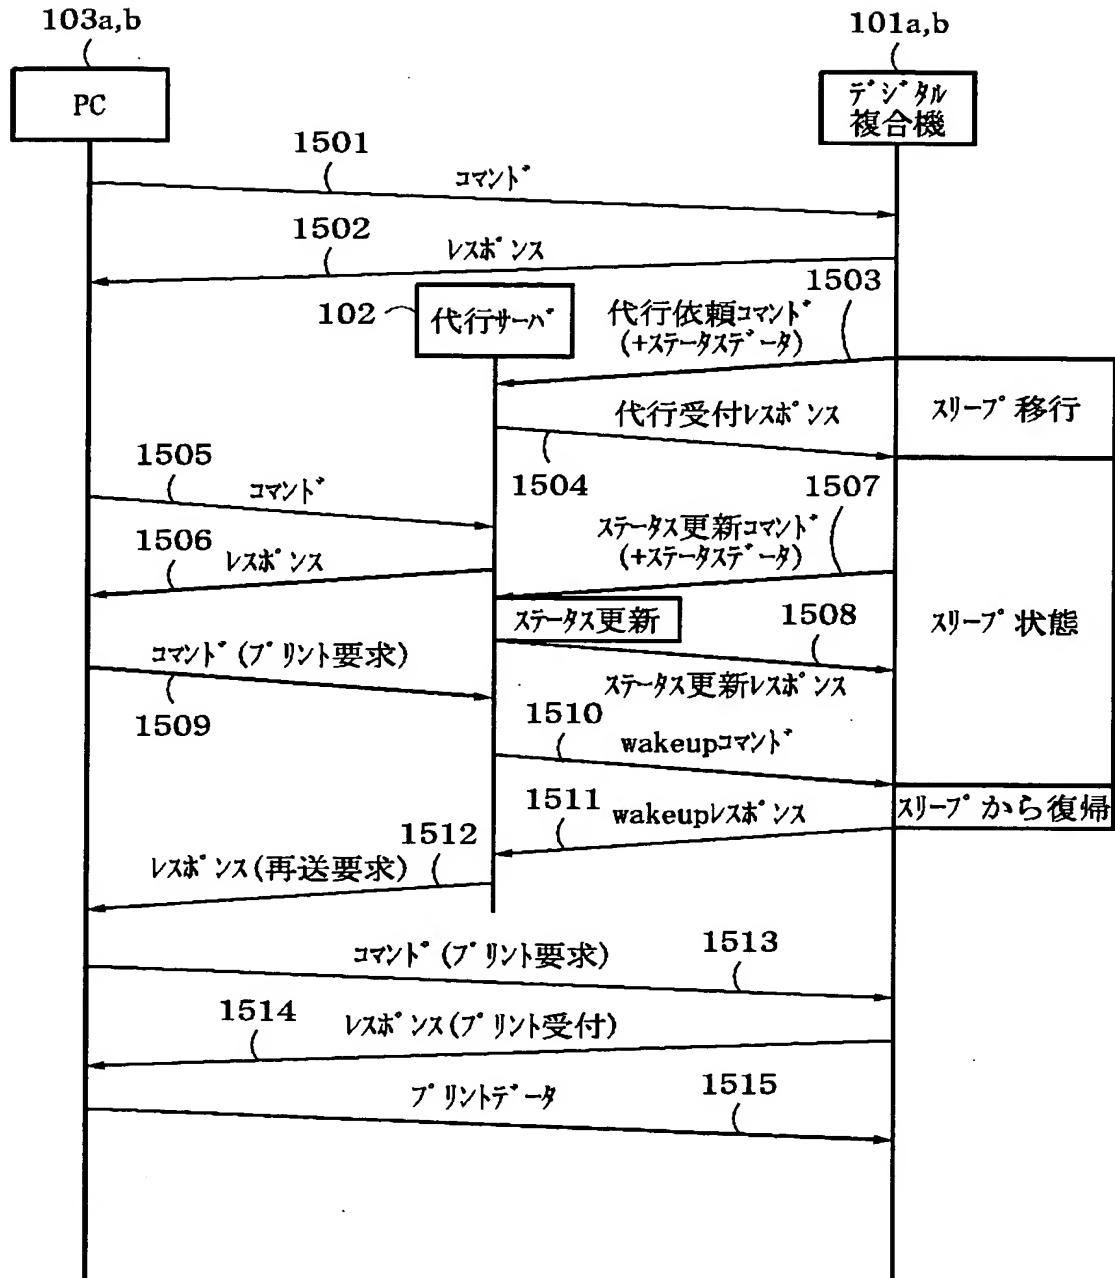 103a,b
101a,b
PC
デジタル
複合機
1501
コマンド
1502
レスポンス
1503
102
代行サーバ
代行依頼コマンド
(+ステータスデータ)
スリープ移行
代行受付レスポンス
1504
1505
コマンド
1507
1506
レスポンス
ステータス更新コマンド
(+ステータスデータ)
スリープ状態
ステータス更新
1508
コマンド(プリント要求)
ステータス更新レスポンス
1509
1510
wakeupコマンド
スリープから復帰
1511
wakeupレスポンス
1512
レスポンス(再送要求)
コマンド(プリント要求)
1513
1514
レスポンス(プリント受付)
プリントデータ
1515